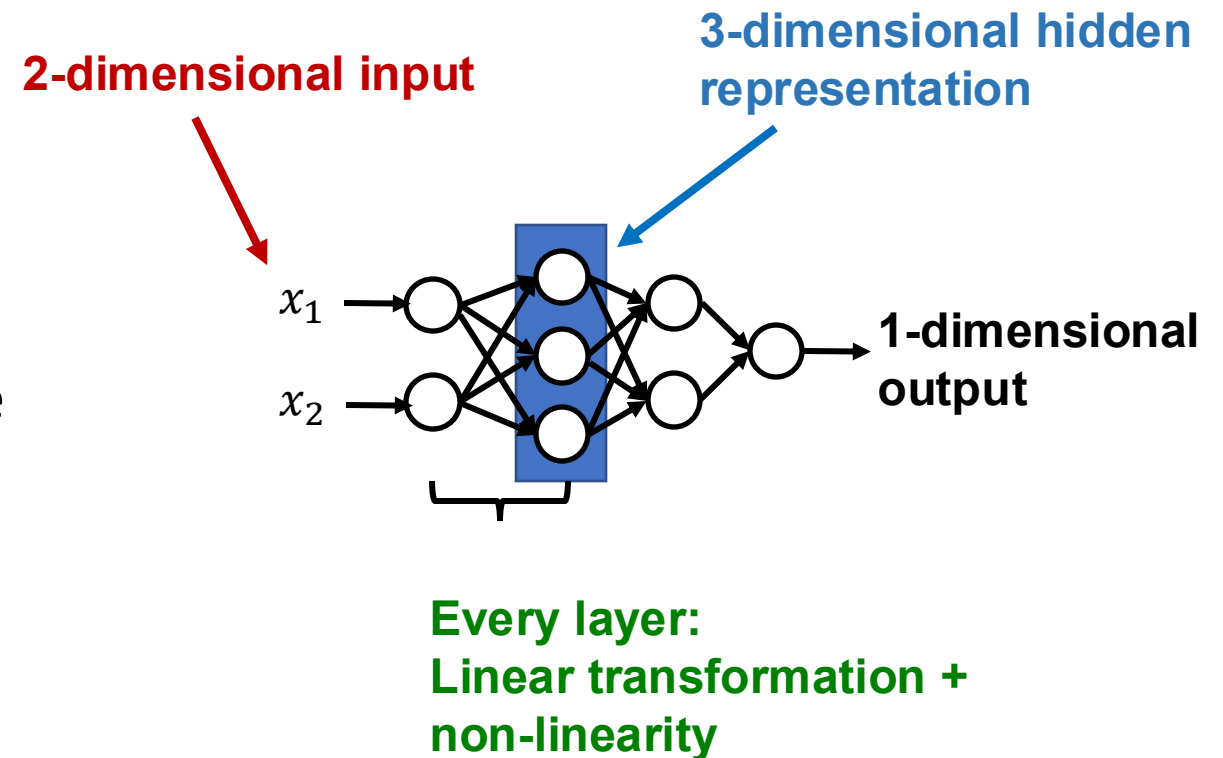 2-dimensional input
3-dimensional hidden
representation
x₁
x₂
e
1-dimensional
output
Every layer:
Linear transformation +
non-linearity